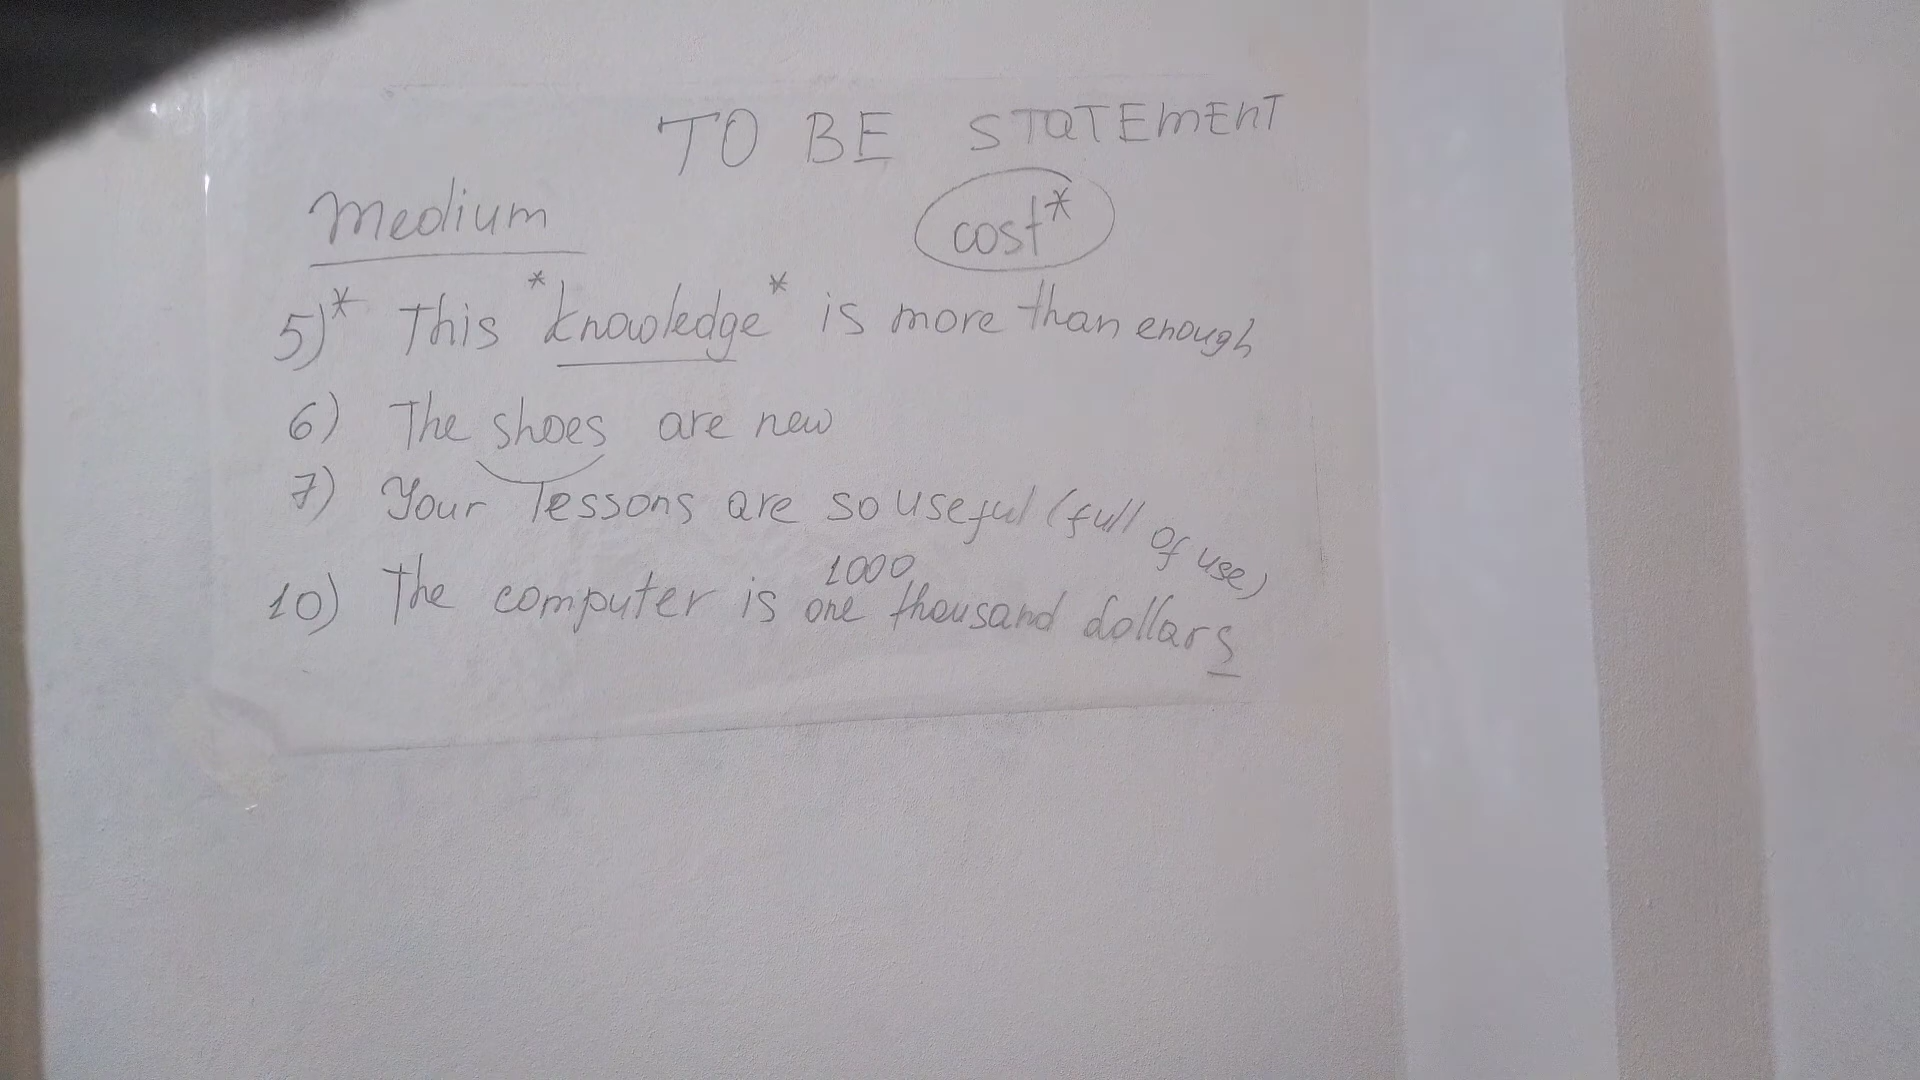 TO BE STATEMENT
Medium
cost*
5)* This *knowledge* is more than enough
6) The shoes are new
7) Your lessons are so useful (full of use)
1000
10) The computer is one thousand dollars